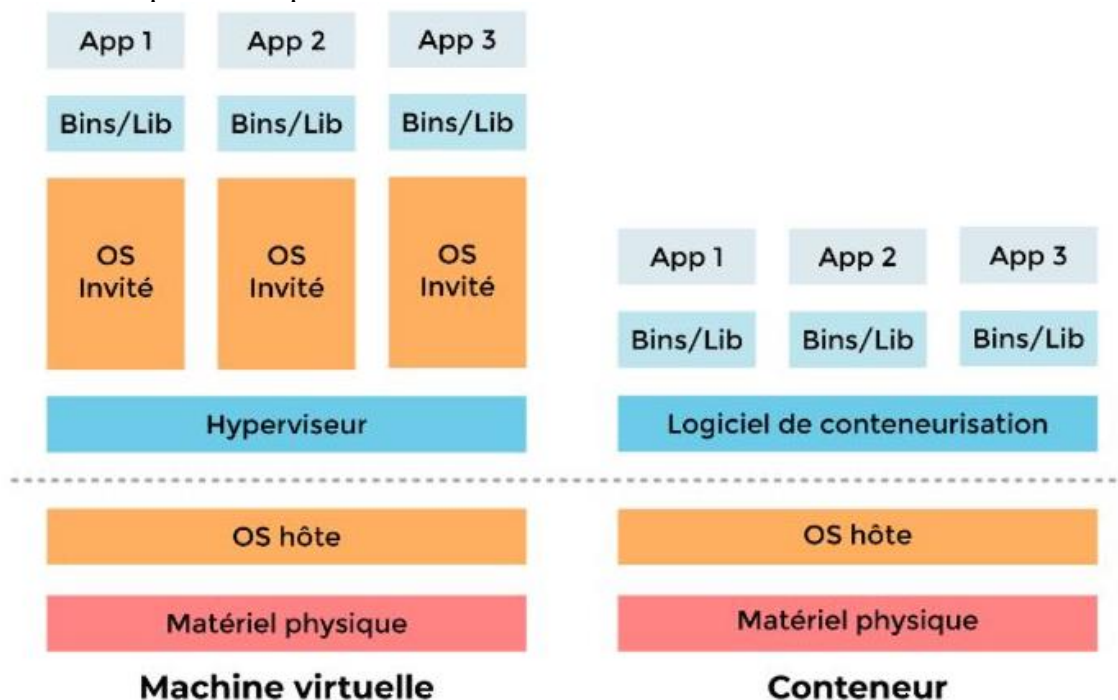 App 1
App 2
App 3
Bins/Lib
Bins/Lib
Bins/Lib
OS
Invité
OS
Invité
OS
Invité
Hyperviseur
OS hôte
Matériel physique
Machine virtuelle
App 1
App 2
App 3
Bins/Lib
Bins/Lib
Bins/Lib
Logiciel de conteneurisation
OS hôte
Matériel physique
Conteneur